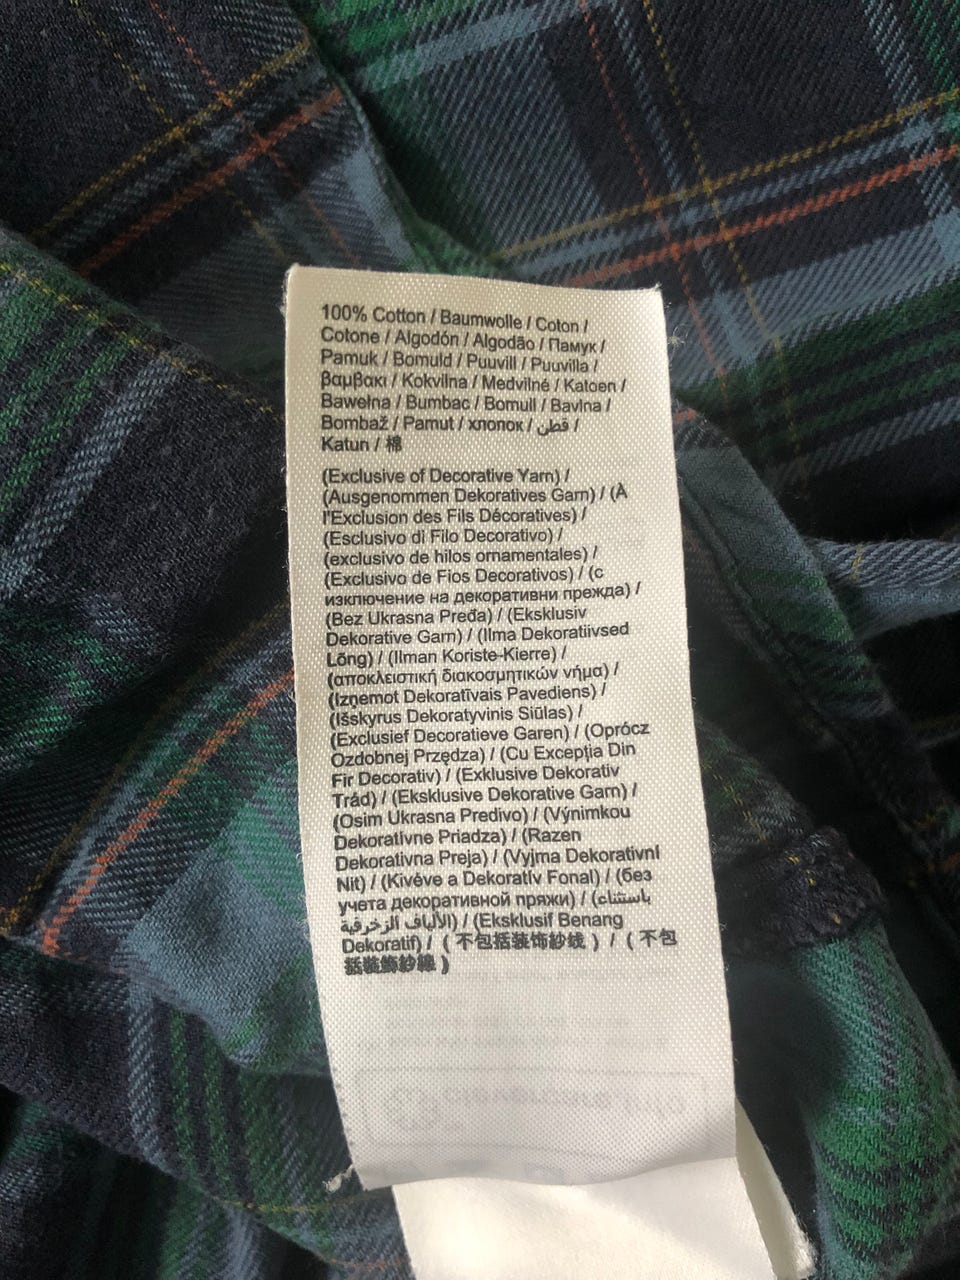 100% Cotton / Baumwolle / Coton /
Cotone / Algodón / Algodão / Памук /
Pamuk / Bomuld / Puuvill / Puuvilla /
βαμβακι / Kokvilna / Medvilnė / Katoen /
Bawełna / Bumbac / Bomull / Bavlna /
Bombaž / Pamut / хлопок / قطن /
Katun / 棉
(Exclusive of Decorative Yarn) /
(Ausgenommen Dekoratives Garn) / (À
l'Exclusion des Fils Décoratives) /
(Esclusivo di Filo Decorativo) /
(exclusivo de hilos ornamentales) /
(Exclusivo de Fios Decorativos) / (с
изключение на декоративни прежда) /
(Bez Ukrasna Pređa) / (Eksklusiv
Dekorative Garn) / (Ilma Dekoratiivsed
Lõng) / (Ilman Koriste-Kierre) /
(αποκλειστική διακοσμητικών νήμα) /
(Izņemot Dekoratīvais Pavediens) /
(Išskyrus Dekoratyvinis Siūlas) /
(Exclusief Decoratieve Garen) / (Oprócz
Ozdobnej Przędza) / (Cu Excepția Din
Fir Decorativ) / (Exklusive Dekorativ
Tråd) / (Eksklusive Dekorative Garn) /
(Osim Ukrasna Predivo) / (Výnimkou
Dekoratívne Priadza) / (Razen
Dekorativna Preja) / (Vyjma Dekorativní
Nit) / (Kivéve a Dekoratív Fonal) / (без
учета декоративной пряжи) / (باستثناء
الألياف الزخرفية) / (Eksklusif Benang
Dekoratif) / ( 不包括装饰紗线 ) / ( 不包
括裝飾紗線 )